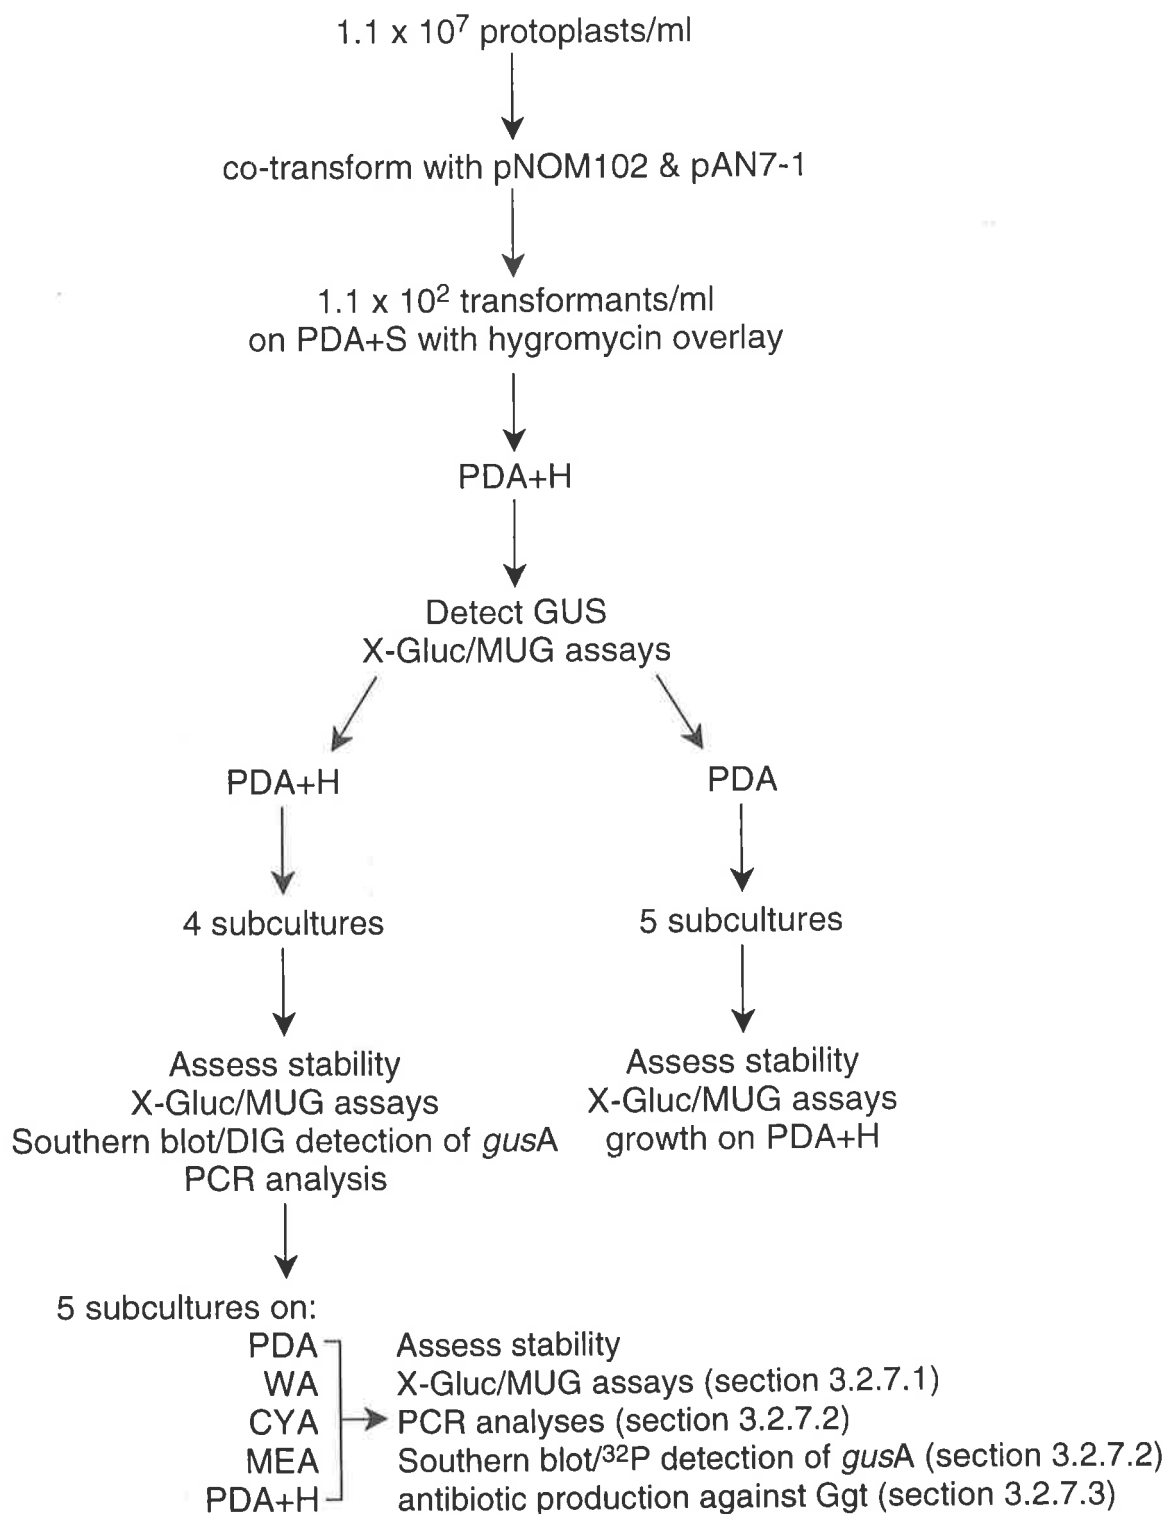 1.1 x 10⁷ protoplasts/ml
co-transform with pNOM102 & pAN7-1
1.1 x 10² transformants/ml
on PDA+S with hygromycin overlay
PDA+H
Detect GUS
X-Gluc/MUG assays
PDA+H
4 subcultures
Assess stability
X-Gluc/MUG assays
Southern blot/DIG detection of gusA
PCR analysis
PDA
5 subcultures
Assess stability
X-Gluc/MUG assays
growth on PDA+H
5 subcultures on:
PDA
WA
CYA
MEA
PDA+H
Assess stability
X-Gluc/MUG assays (section 3.2.7.1)
PCR analyses (section 3.2.7.2)
Southern blot/³²P detection of gusA (section 3.2.7.2)
antibiotic production against Ggt (section 3.2.7.3)